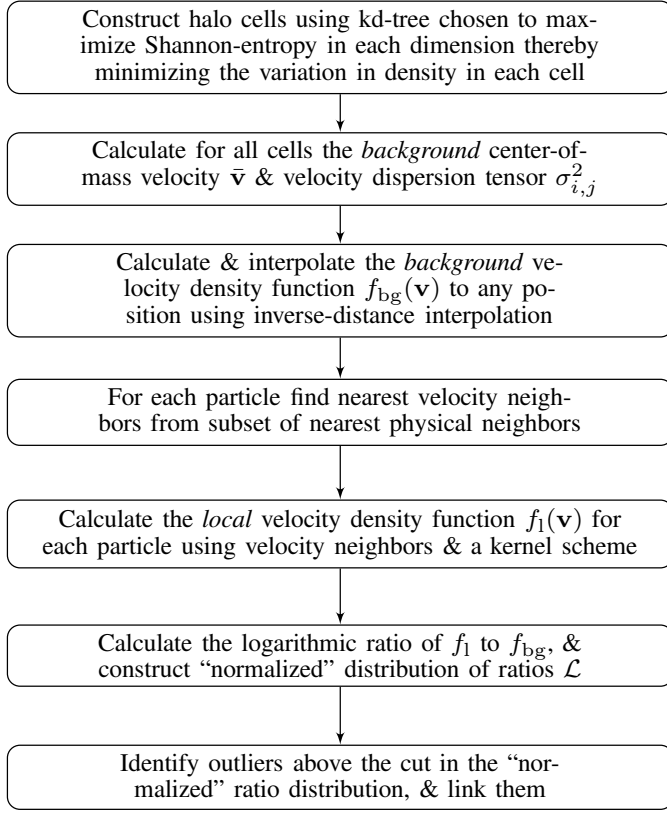 Construct halo cells using kd-tree chosen to max-
imize Shannon-entropy in each dimension thereby
minimizing the variation in density in each cell
Calculate for all cells the background center-of-
mass velocity v̄ & velocity dispersion tensor σ²ᵢ,ⱼ
Calculate & interpolate the background ve-
locity density function f_bg(v) to any po-
sition using inverse-distance interpolation
For each particle find nearest velocity neigh-
bors from subset of nearest physical neighbors
Calculate the local velocity density function f_l(v) for
each particle using velocity neighbors & a kernel scheme
Calculate the logarithmic ratio of f_l to f_bg, &
construct “normalized” distribution of ratios ℒ
Identify outliers above the cut in the “nor-
malized” ratio distribution, & link them